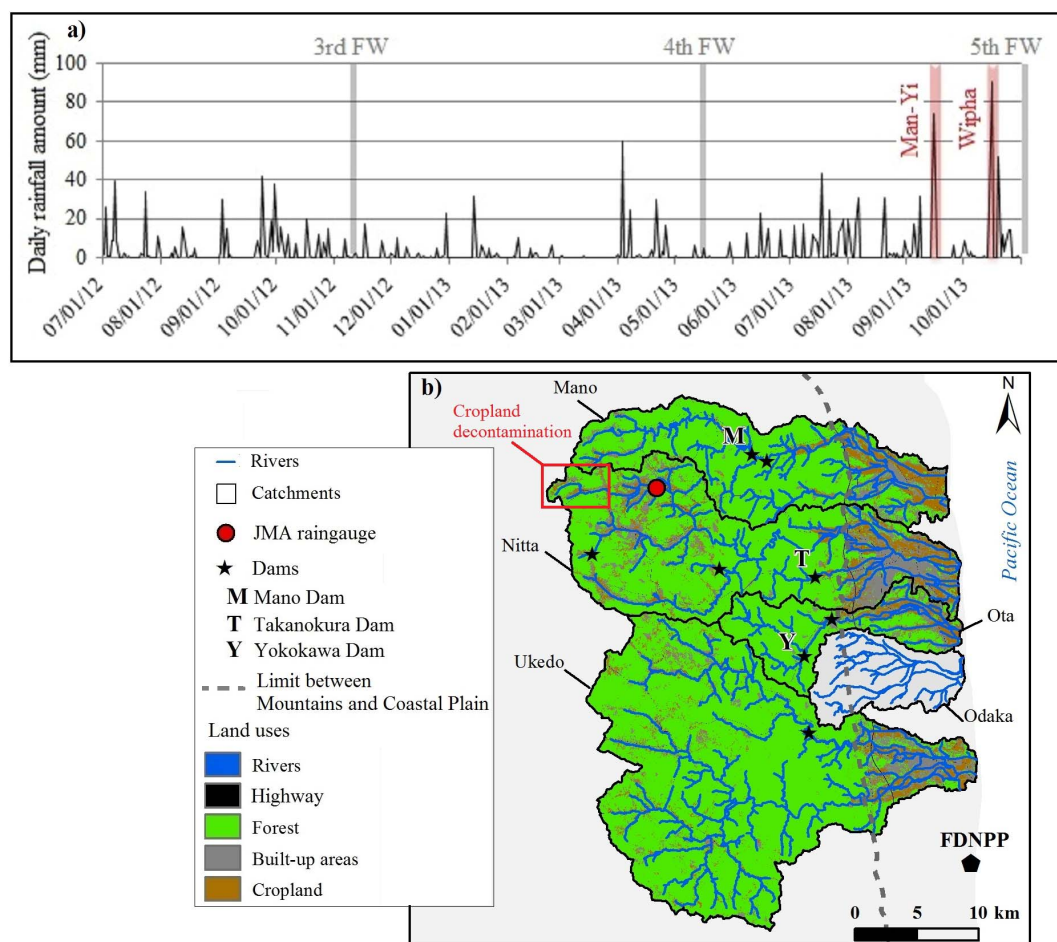 a)
3rd FW
4th FW
5th FW
Daily rainfall amount (mm)
100
80
60
40
20
0
Man-Yi
Wipha
07/01/12
08/01/12
09/01/12
10/01/12
11/01/12
12/01/12
01/01/13
02/01/13
03/01/13
04/01/13
05/01/13
06/01/13
07/01/13
08/01/13
09/01/13
10/01/13
b)
Mano
N
Cropland
decontamination
M
Pacific Ocean
Nitta
T
Ota
Y
Ukedo
Odaka
FDNPP
0 5 10 km
Rivers
Catchments
JMA raingauge
Dams
M Mano Dam
T Takanokura Dam
Y Yokokawa Dam
Limit between
Mountains and Coastal Plain
Land uses
Rivers
Highway
Forest
Built-up areas
Cropland